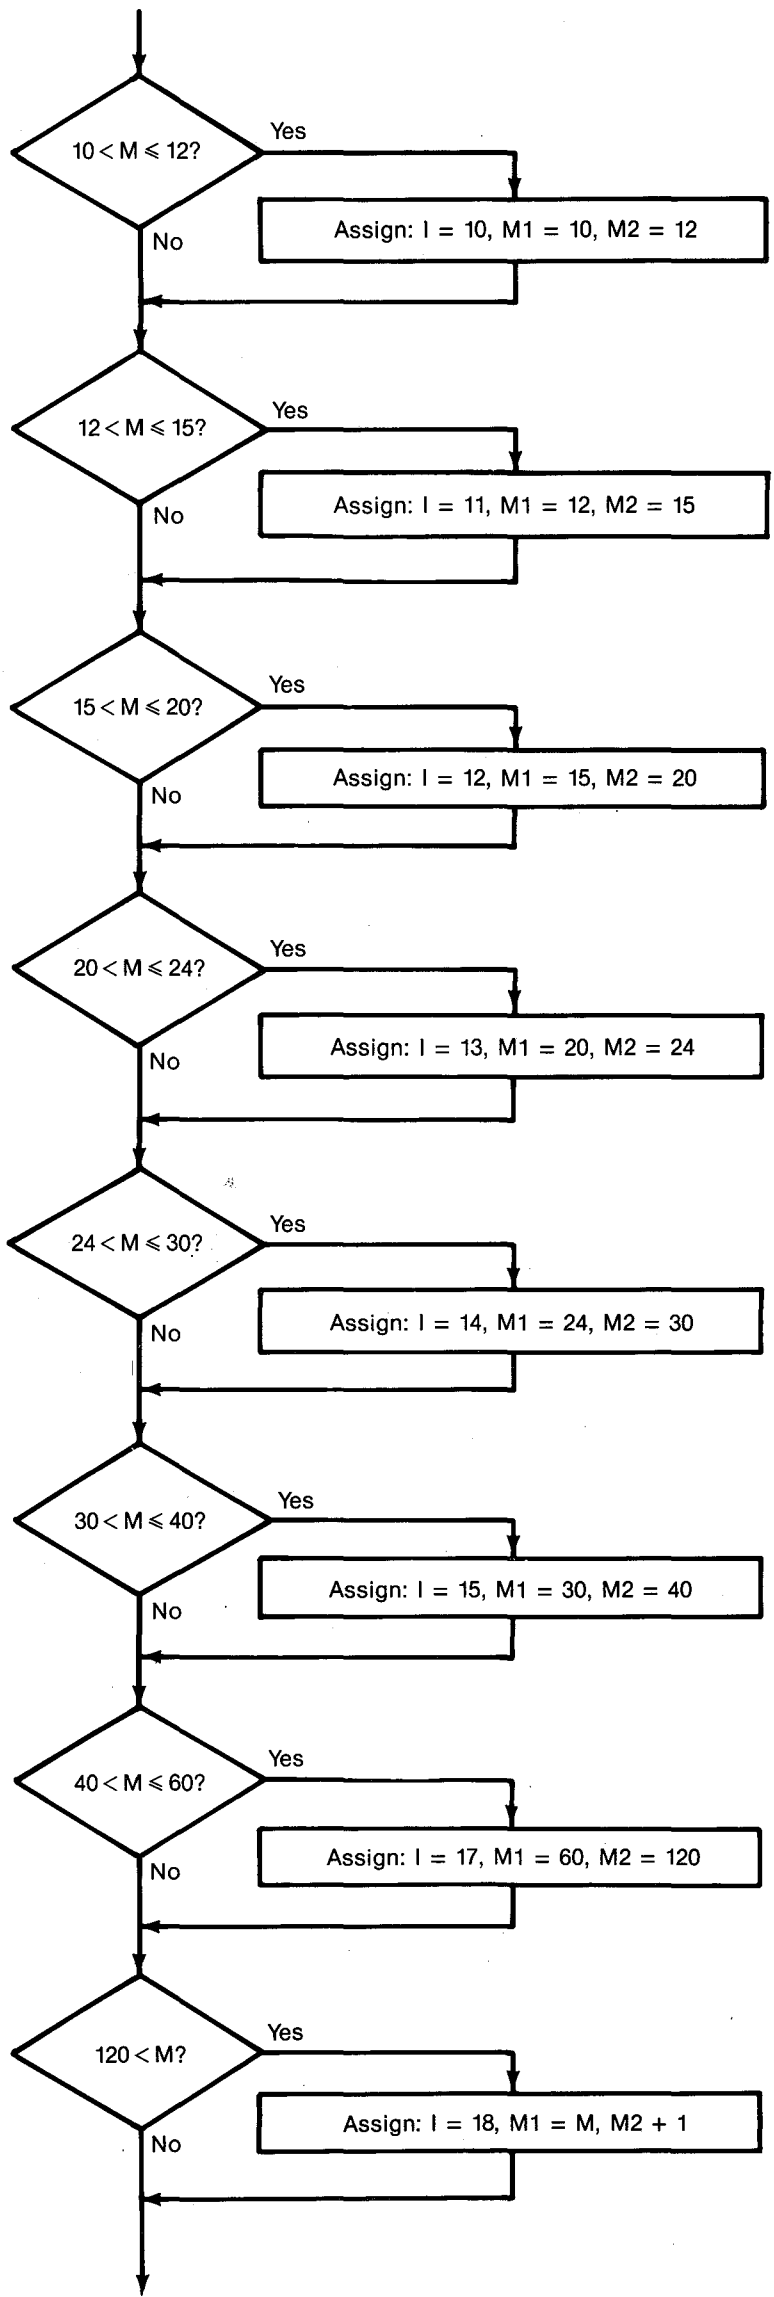 Yes
10 < M ⩽ 12?
Assign: I = 10, M1 = 10, M2 = 12
No
Yes
12 < M ⩽ 15?
Assign: I = 11, M1 = 12, M2 = 15
No
Yes
15 < M ⩽ 20?
Assign: I = 12, M1 = 15, M2 = 20
No
Yes
20 < M ⩽ 24?
Assign: I = 13, M1 = 20, M2 = 24
No
Yes
24 < M ⩽ 30?
Assign: I = 14, M1 = 24, M2 = 30
No
Yes
30 < M ⩽ 40?
Assign: I = 15, M1 = 30, M2 = 40
No
Yes
40 < M ⩽ 60?
Assign: I = 17, M1 = 60, M2 = 120
No
Yes
120 < M?
Assign: I = 18, M1 = M, M2 + 1
No